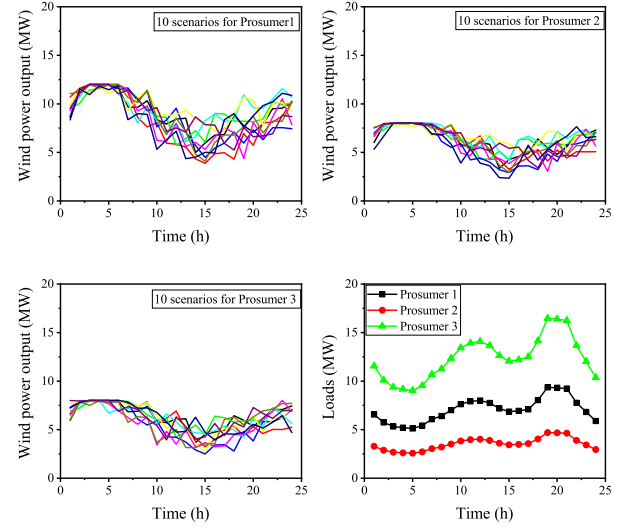 20
15
10
5
0
Wind power output (MW)
10 scenarios for Prosumer1
0 5 10 15 20 25
Time (h)
20
15
10
5
0
Wind power output (MW)
10 scenarios for Prosumer 2
0 5 10 15 20 25
Time (h)
20
15
10
5
0
Wind power output (MW)
10 scenarios for Prosumer 3
0 5 10 15 20 25
Time (h)
20
15
10
5
0
Loads (MW)
Prosumer 1
Prosumer 2
Prosumer 3
0 5 10 15 20 25
Time (h)